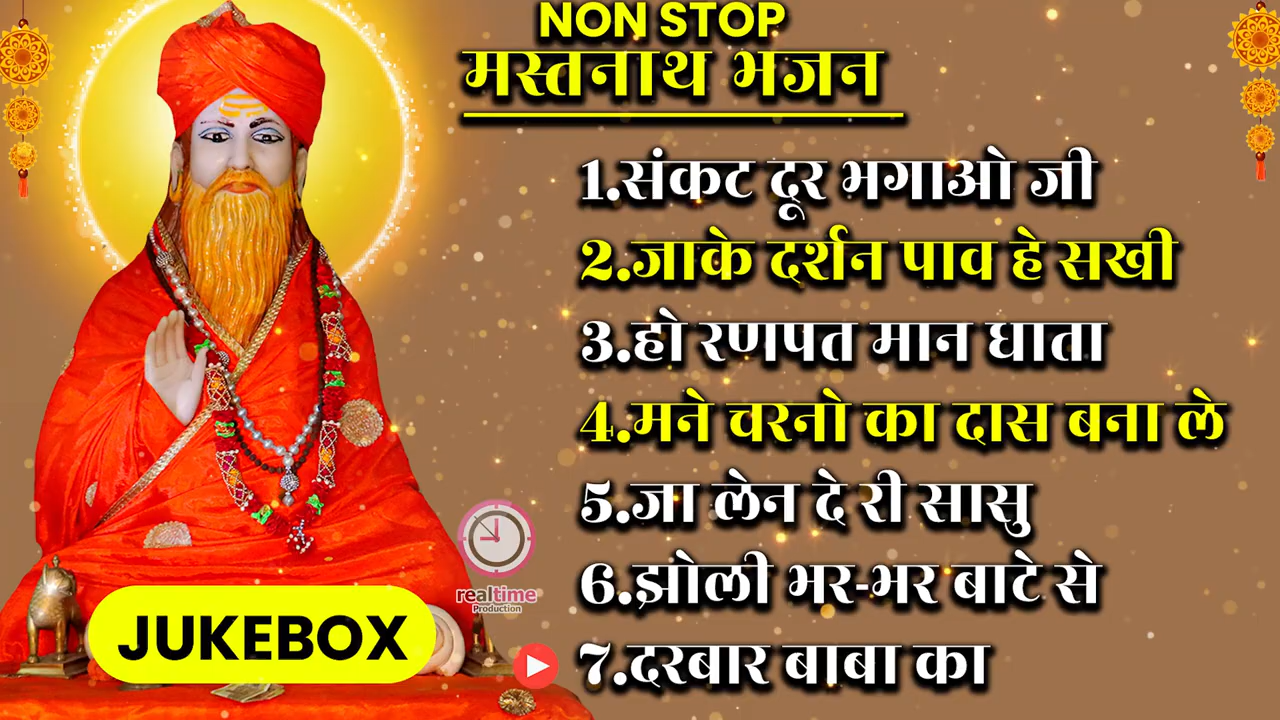 NON STOP
मस्तनाथ भजन
1.संकट दूर भगाओ जी
2.जाके दर्शन पाव हे सखी
3.हो रणपत मान धाता
4.मने चरनो का दास बना ले
5.जा लेन दे री सासु
6.झोली भर-भर बाटे से
7.दरबार बाबा का
realtime
Production
JUKEBOX